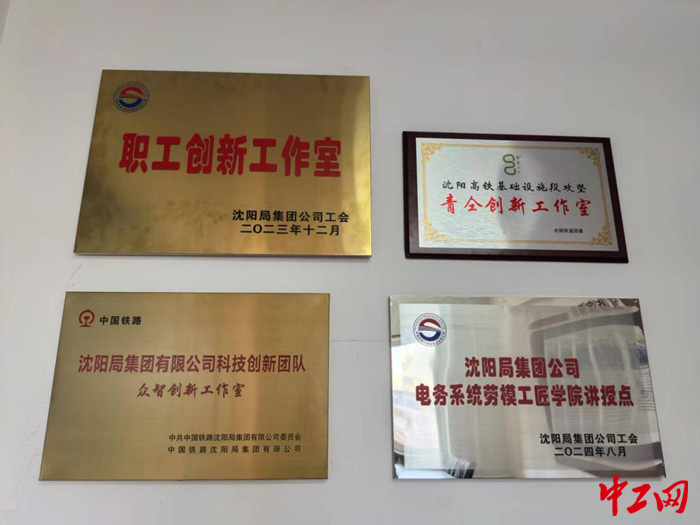 职工创新工作室
沈阳局集团公司工会
二〇二三年十二月
沈阳高铁基础设施段攻坚
青仝创新工作室
中国铁路
沈阳局集团有限公司科技创新团队
众智创新工作室
中共中国铁路沈阳局集团有限公司委员会
中国铁路沈阳局集团有限公司
沈阳局集团公司
电务系统劳模工匠学院讲授点
沈阳局集团公司工会
二〇二四年八月
中工网